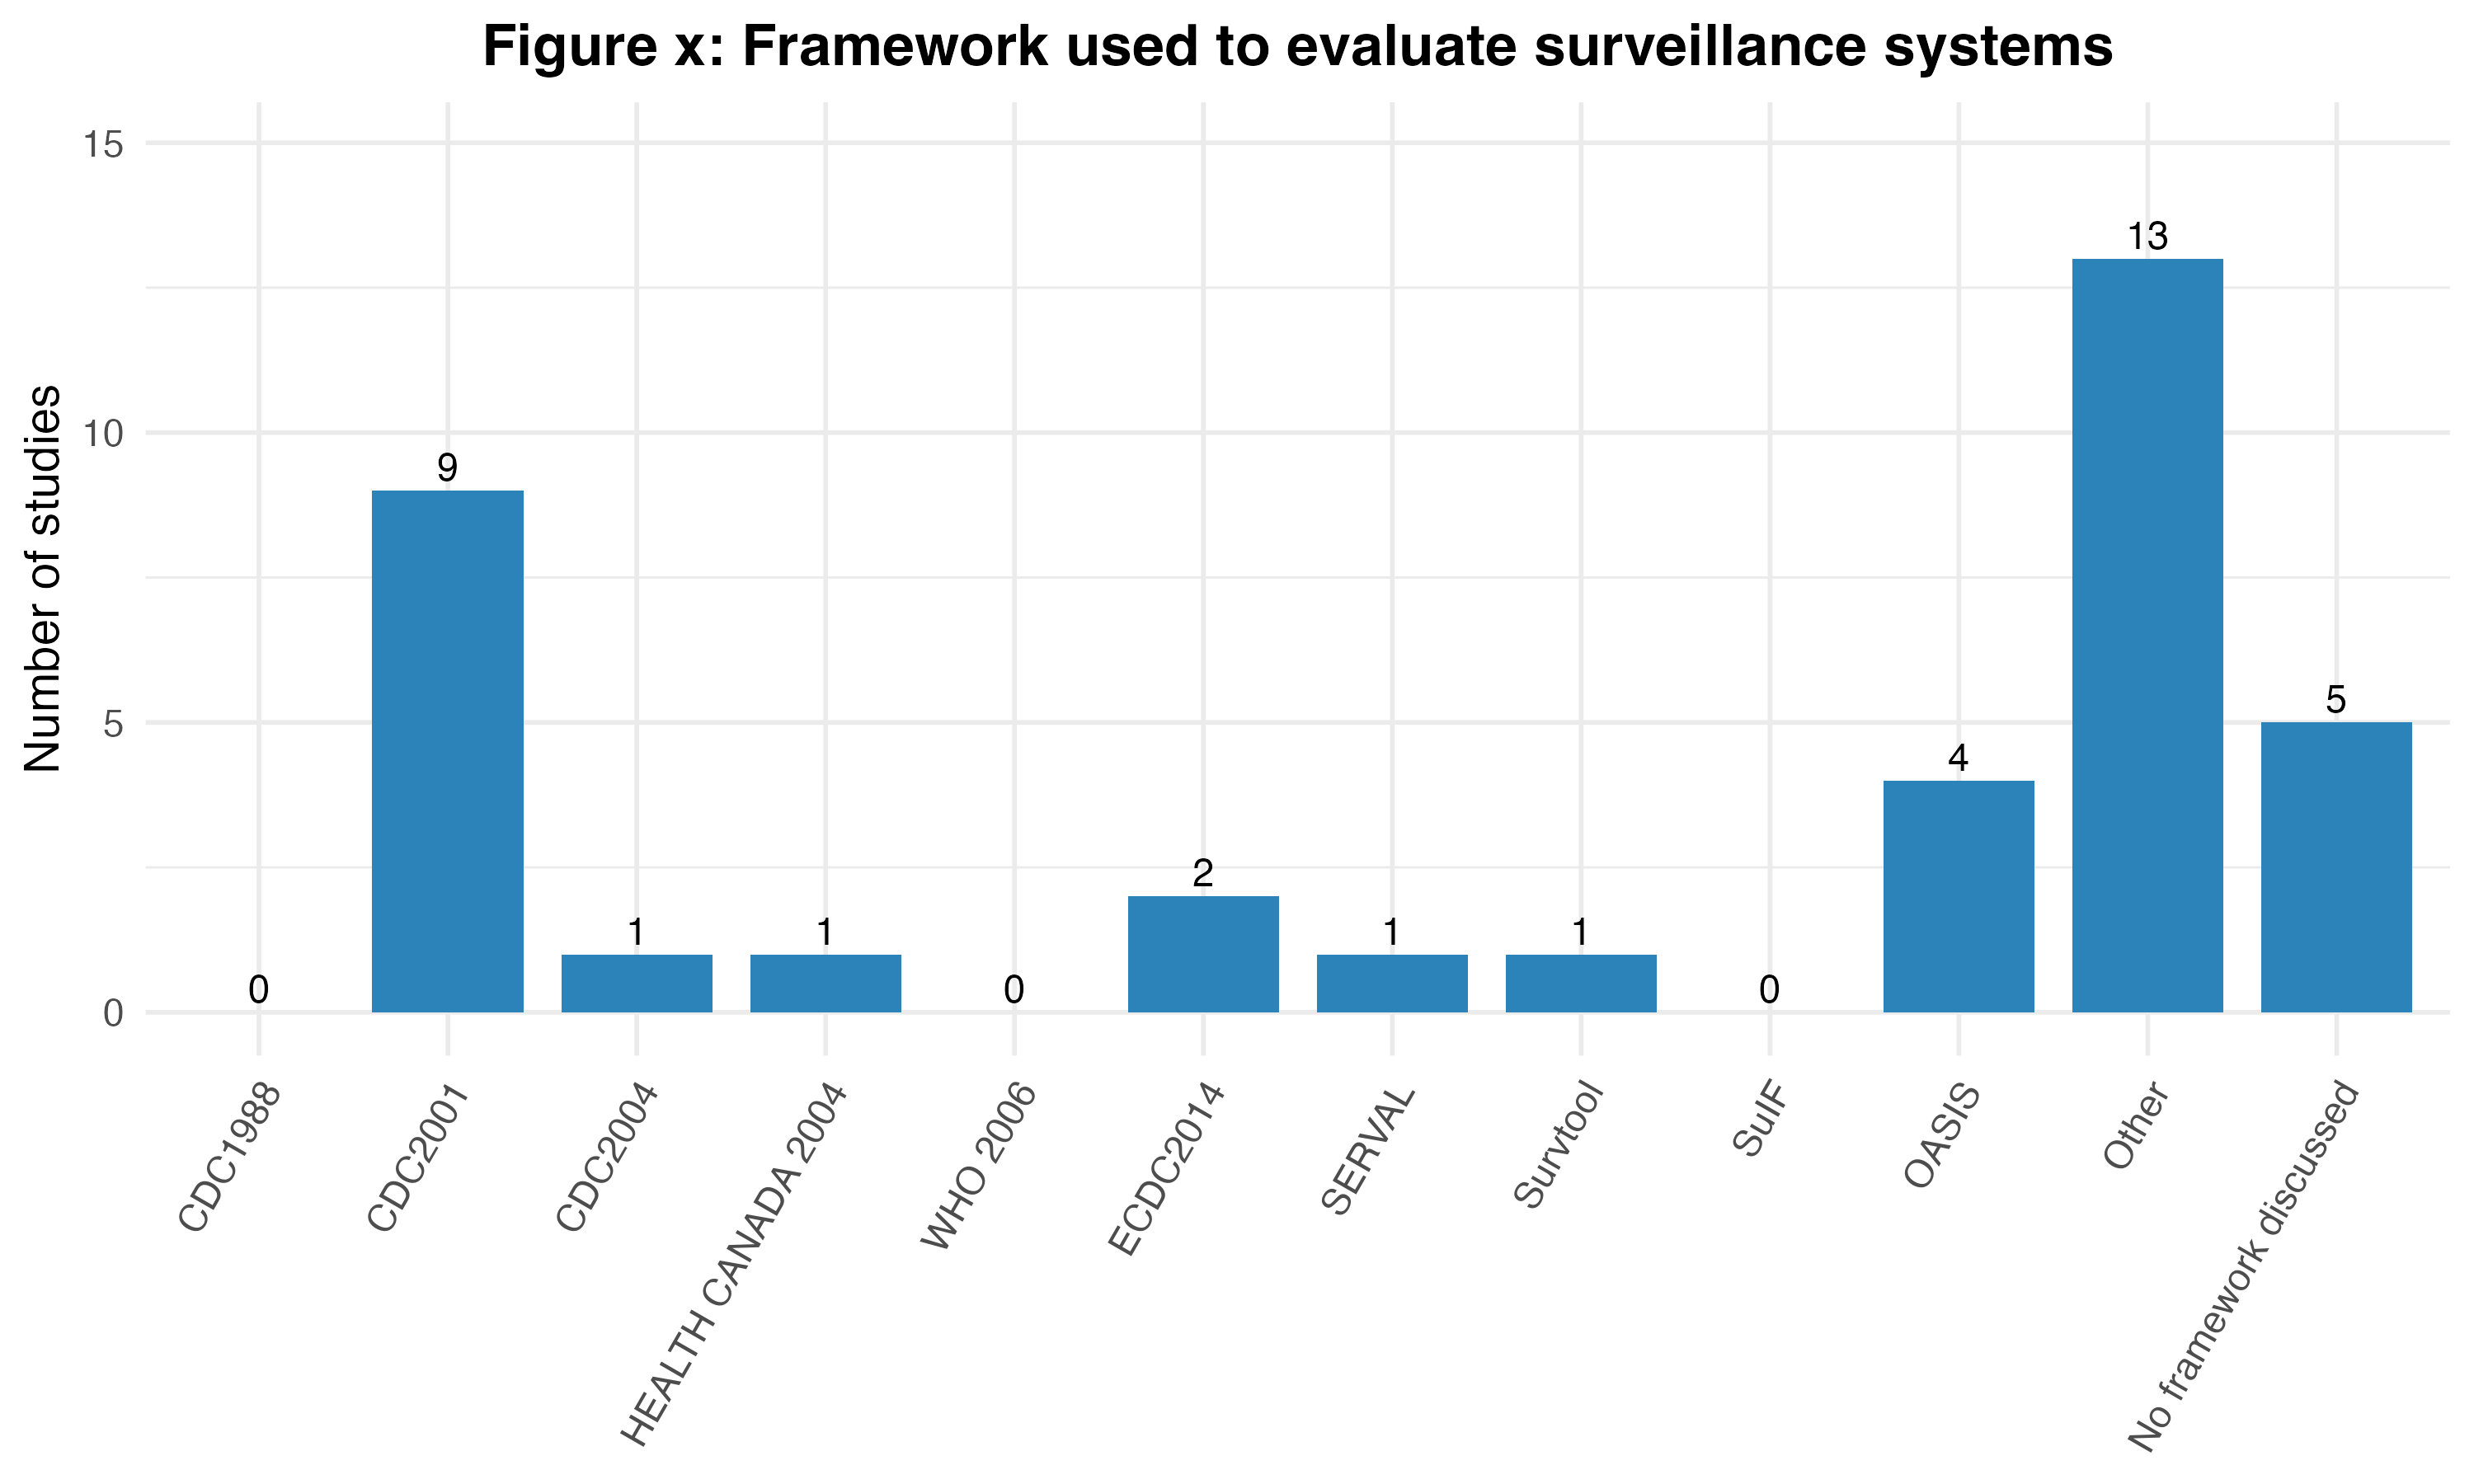 Figure x: Framework used to evaluate surveillance systems
Number of studies
15
10
5
0
0
9
1
1
0
2
1
1
0
4
13
5
CDC1988
CDC2001
CDC2004
HEALTH CANADA 2004
WHO 2006
ECDC2014
SERVAL
Survtool
SuIF
OASIS
Other
No framework discussed